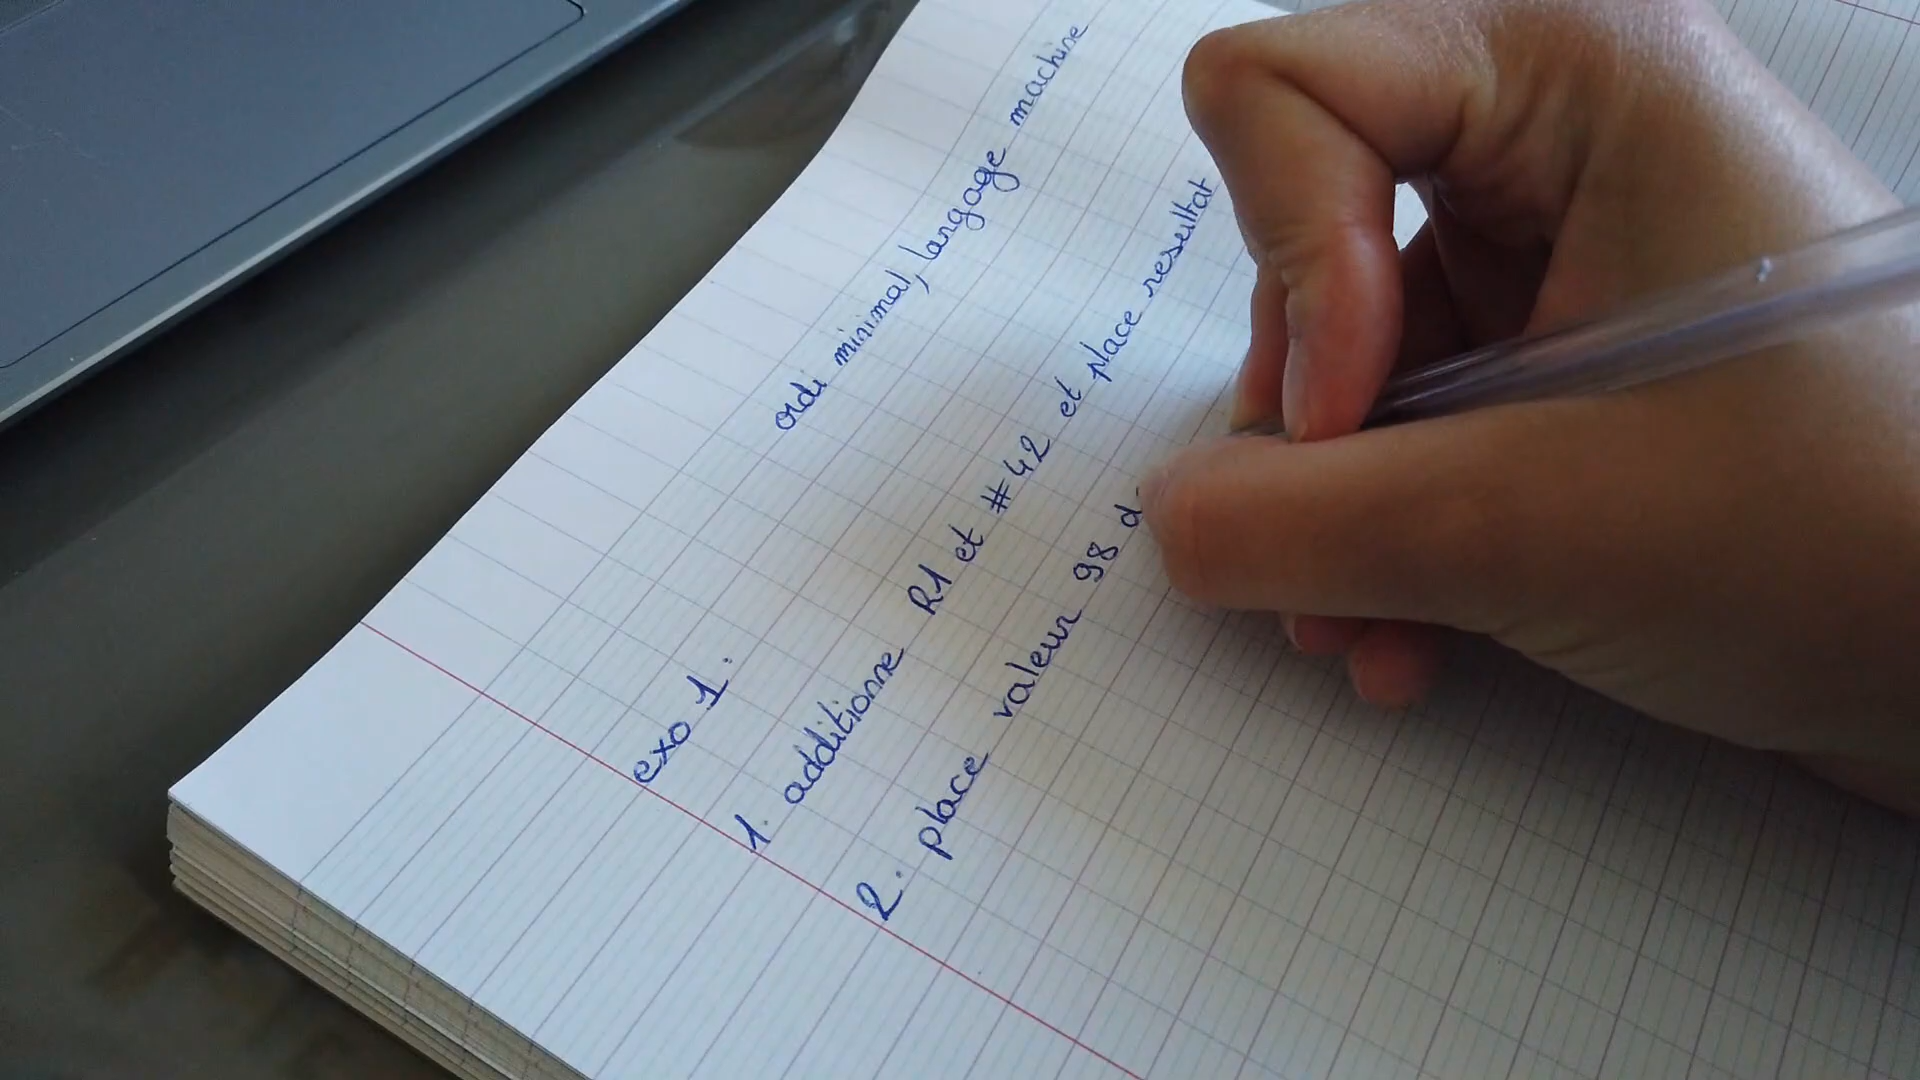 ordi minimal, langage machine
exo 1:
1. additionne R1 et #42 et place resultat
2. place valeur 98 d